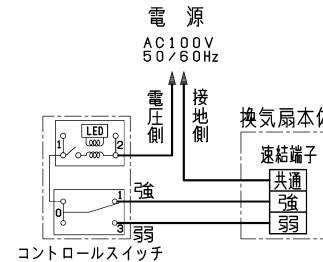 電 源
AC100V
50/60Hz
電圧側
接地側
換気扇本体
速結端子
共通
強
弱
LED
1
2
0
1
3
強
弱
コントロールスイッチ